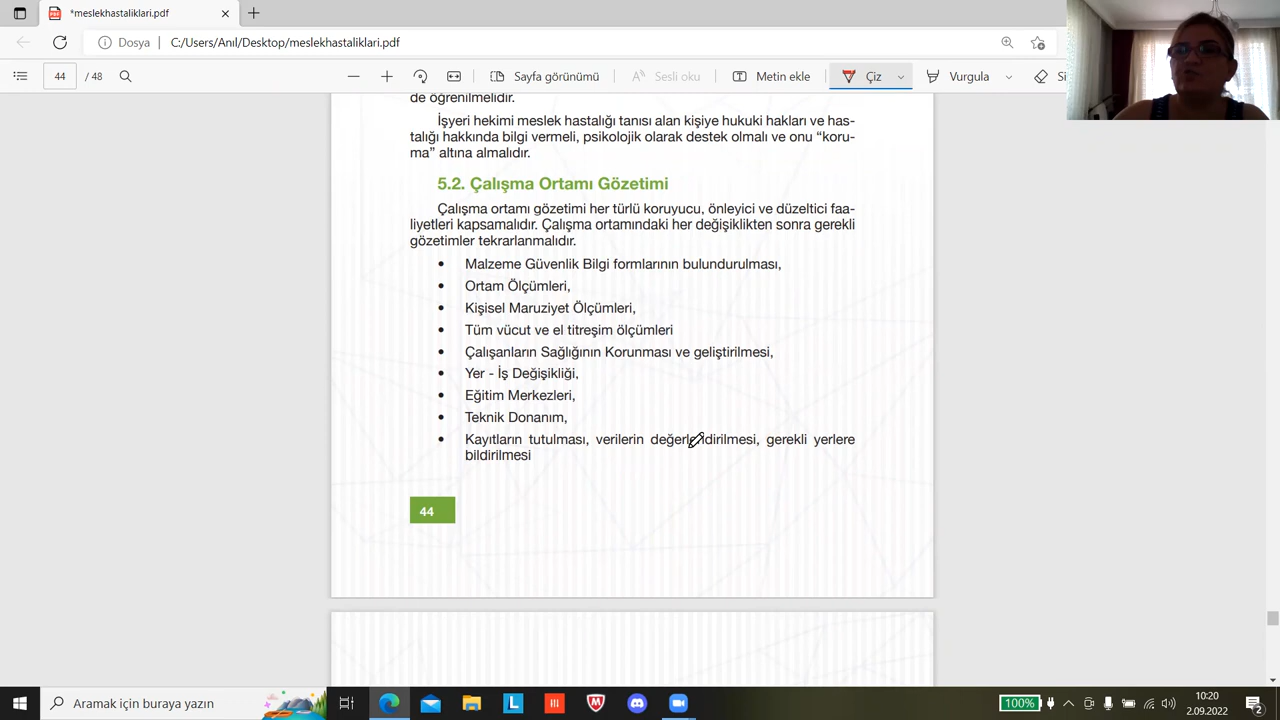 *meslekhastaliklari.pdf
Dosya
C:/Users/Anıl/Desktop/meslekhastaliklari.pdf
44
/ 48
Sayfa görünümü
Sesli oku
Metin ekle
Çiz
Vurgula
de öğrenilmelidir.
İşyeri hekimi meslek hastalığı tanısı alan kişiye hukuki hakları ve has-
talığı hakkında bilgi vermeli, psikolojik olarak destek olmalı ve onu “koru-
ma” altına almalıdır.
5.2. Çalışma Ortamı Gözetimi
Çalışma ortamı gözetimi her türlü koruyucu, önleyici ve düzeltici faa-
liyetleri kapsamalıdır. Çalışma ortamındaki her değişiklikten sonra gerekli
gözetimler tekrarlanmalıdır.
• Malzeme Güvenlik Bilgi formlarının bulundurulması,
• Ortam Ölçümleri,
• Kişisel Maruziyet Ölçümleri,
• Tüm vücut ve el titreşim ölçümleri
• Çalışanların Sağlığının Korunması ve geliştirilmesi,
• Yer - İş Değişikliği,
• Eğitim Merkezleri,
• Teknik Donanım,
• Kayıtların tutulması, verilerin değerlendirilmesi, gerekli yerlere
bildirilmesi
44
Aramak için buraya yazın
100%
10:20
2.09.2022
2